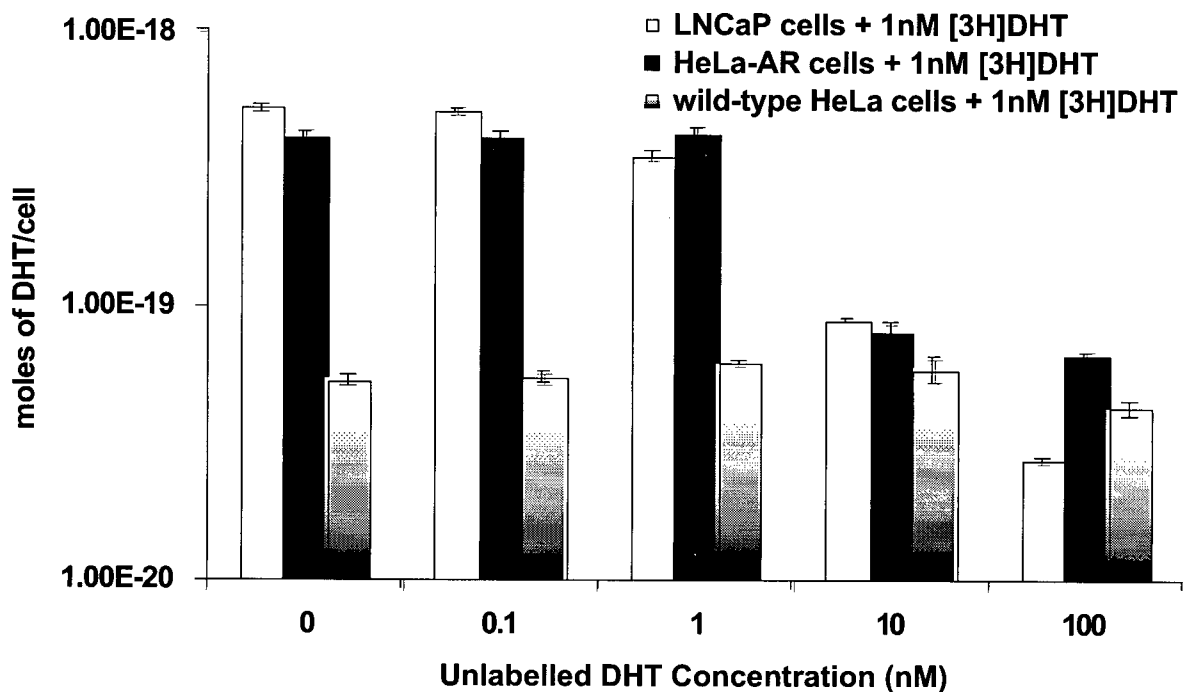 1.00E-18
LNCaP cells + 1nM [3H]DHT
HeLa-AR cells + 1nM [3H]DHT
wild-type HeLa cells + 1nM [3H]DHT
moles of DHT/cell
1.00E-19
1.00E-20
0 0.1 1 10 100
Unlabelled DHT Concentration (nM)